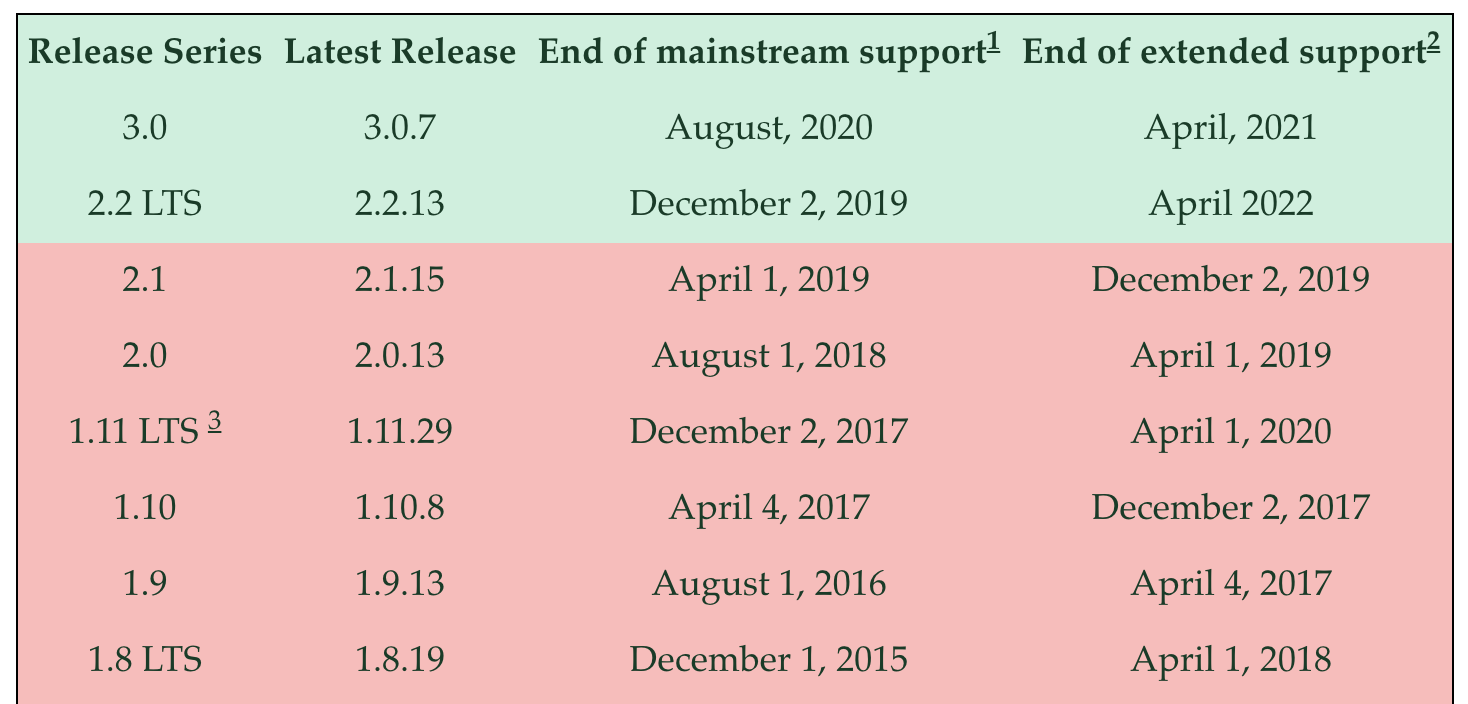 Release Series Latest Release End of mainstream support1 End of extended support2
3.0 3.0.7 August, 2020 April, 2021
2.2 LTS 2.2.13 December 2, 2019 April 2022
2.1 2.1.15 April 1, 2019 December 2, 2019
2.0 2.0.13 August 1, 2018 April 1, 2019
1.11 LTS 3 1.11.29 December 2, 2017 April 1, 2020
1.10 1.10.8 April 4, 2017 December 2, 2017
1.9 1.9.13 August 1, 2016 April 4, 2017
1.8 LTS 1.8.19 December 1, 2015 April 1, 2018